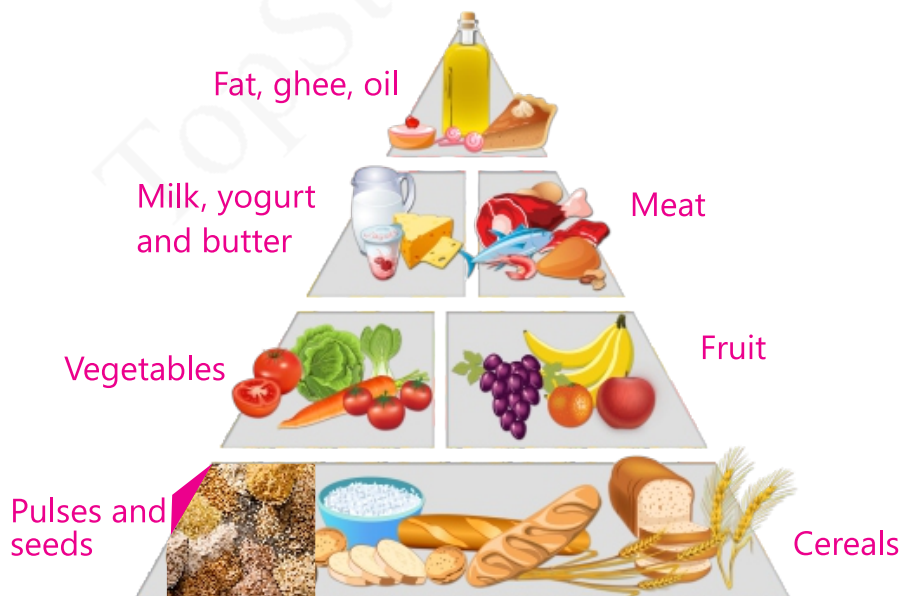 Fat, ghee, oil
Milk, yogurt
and butter
Meat
Vegetables
Fruit
Pulses and
seeds
Cereals